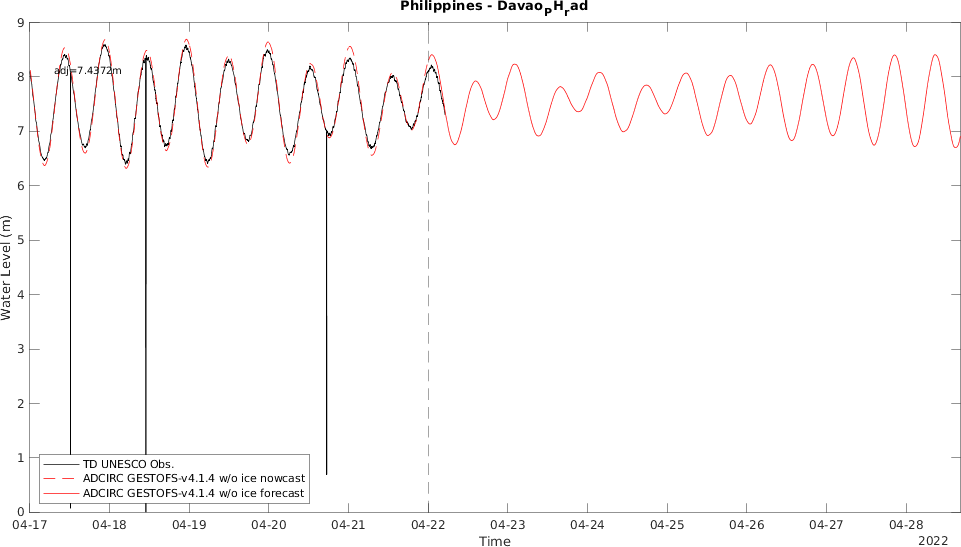 Philippines - Davao_PH_rad
9
8
7
6
5
4
3
2
1
0
Water Level (m)
adj=7.4372m
TD UNESCO Obs.
ADCIRC GESTOFS-v4.1.4 w/o ice nowcast
ADCIRC GESTOFS-v4.1.4 w/o ice forecast
04-17 04-18 04-19 04-20 04-21 04-22 04-23 04-24 04-25 04-26 04-27 04-28
Time
2022